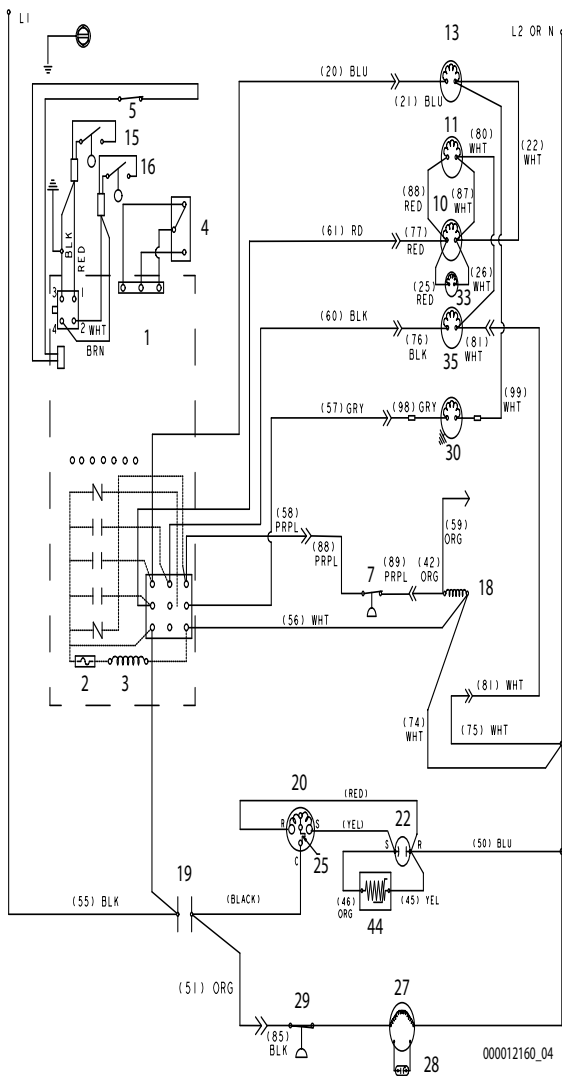 L1
L2 OR N
13
(20) BLU
(21) BLU
5
15
16
11
(80)
WHT
(22)
WHT
(88)
RED
10
(87)
WHT
4
(61) RD
(77)
RED
BLK
RED
(25)
RED
(26)
WHT
33
3
1
4
2
WHT
BRN
1
(60) BLK
(76)
BLK
35
(81)
WHT
(57)GRY
(98) GRY
(99)
WHT
30
(58)
PRPL
(88)
PRPL
(59)
ORG
7
(89)
PRPL
(42)
ORG
18
(56) WHT
2
3
(81) WHT
(74)
WHT
(75) WHT
20
(RED)
R
S
(YEL)
22
S
R
(50) BLU
25
C
19
(55) BLK
(BLACK)
(46)
ORG
(45) YEL
44
(51) ORG
29
27
(85)
BLK
28
000012160_04